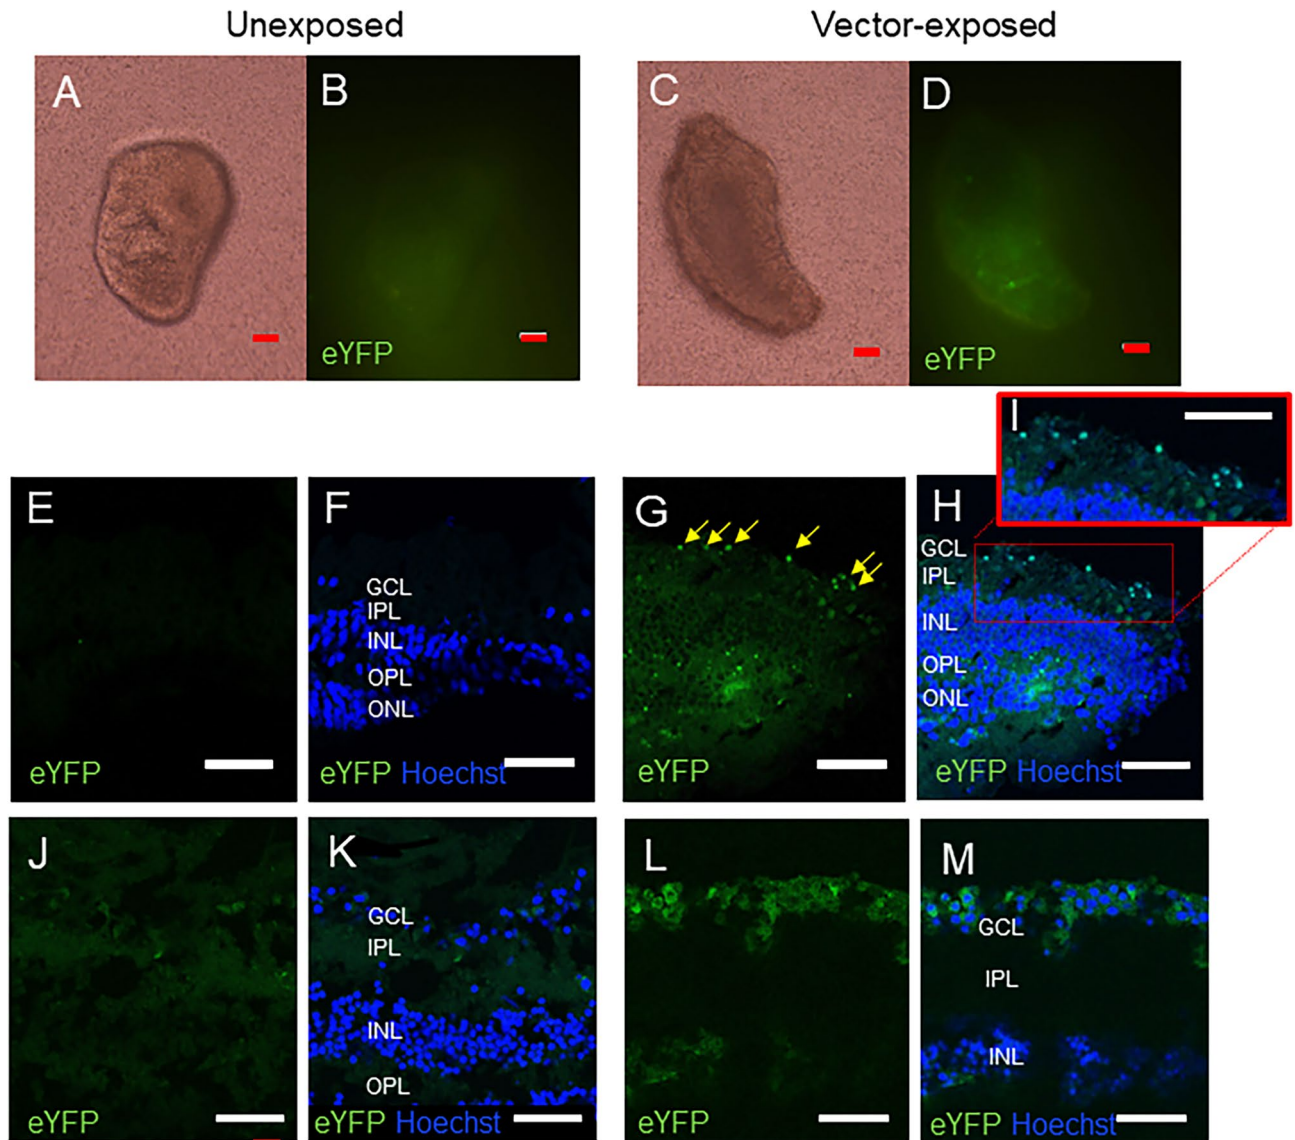 Unexposed
Vector-exposed
A
B
C
D
eYFP
eYFP
I
E
F
G
H
GCL
IPL
INL
OPL
ONL
GCL
IPL
INL
OPL
ONL
eYFP
eYFP Hoechst
eYFP
eYFP Hoechst
J
K
L
M
GCL
IPL
INL
OPL
GCL
IPL
INL
eYFP
eYFP Hoechst
eYFP
eYFP Hoechst